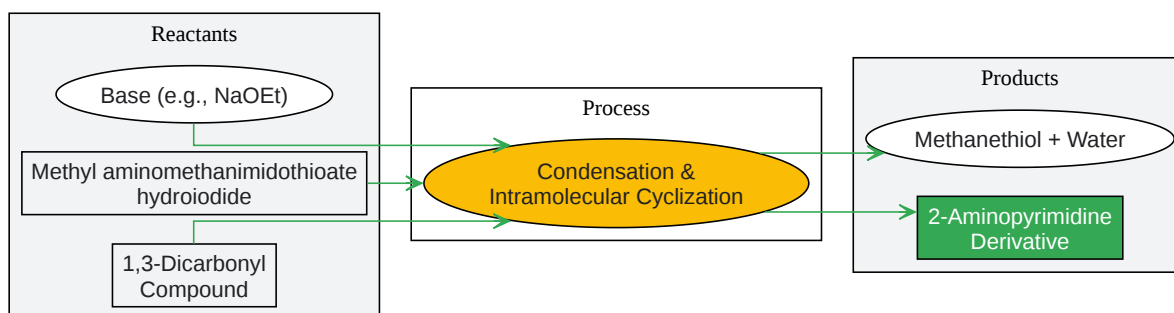 Reactants
Base (e.g., NaOEt)
Methyl aminomethanimidothioate
hydroiodide
1,3-Dicarbonyl
Compound
Process
Condensation &
Intramolecular Cyclization
Products
Methanethiol + Water
2-Aminopyrimidine
Derivative